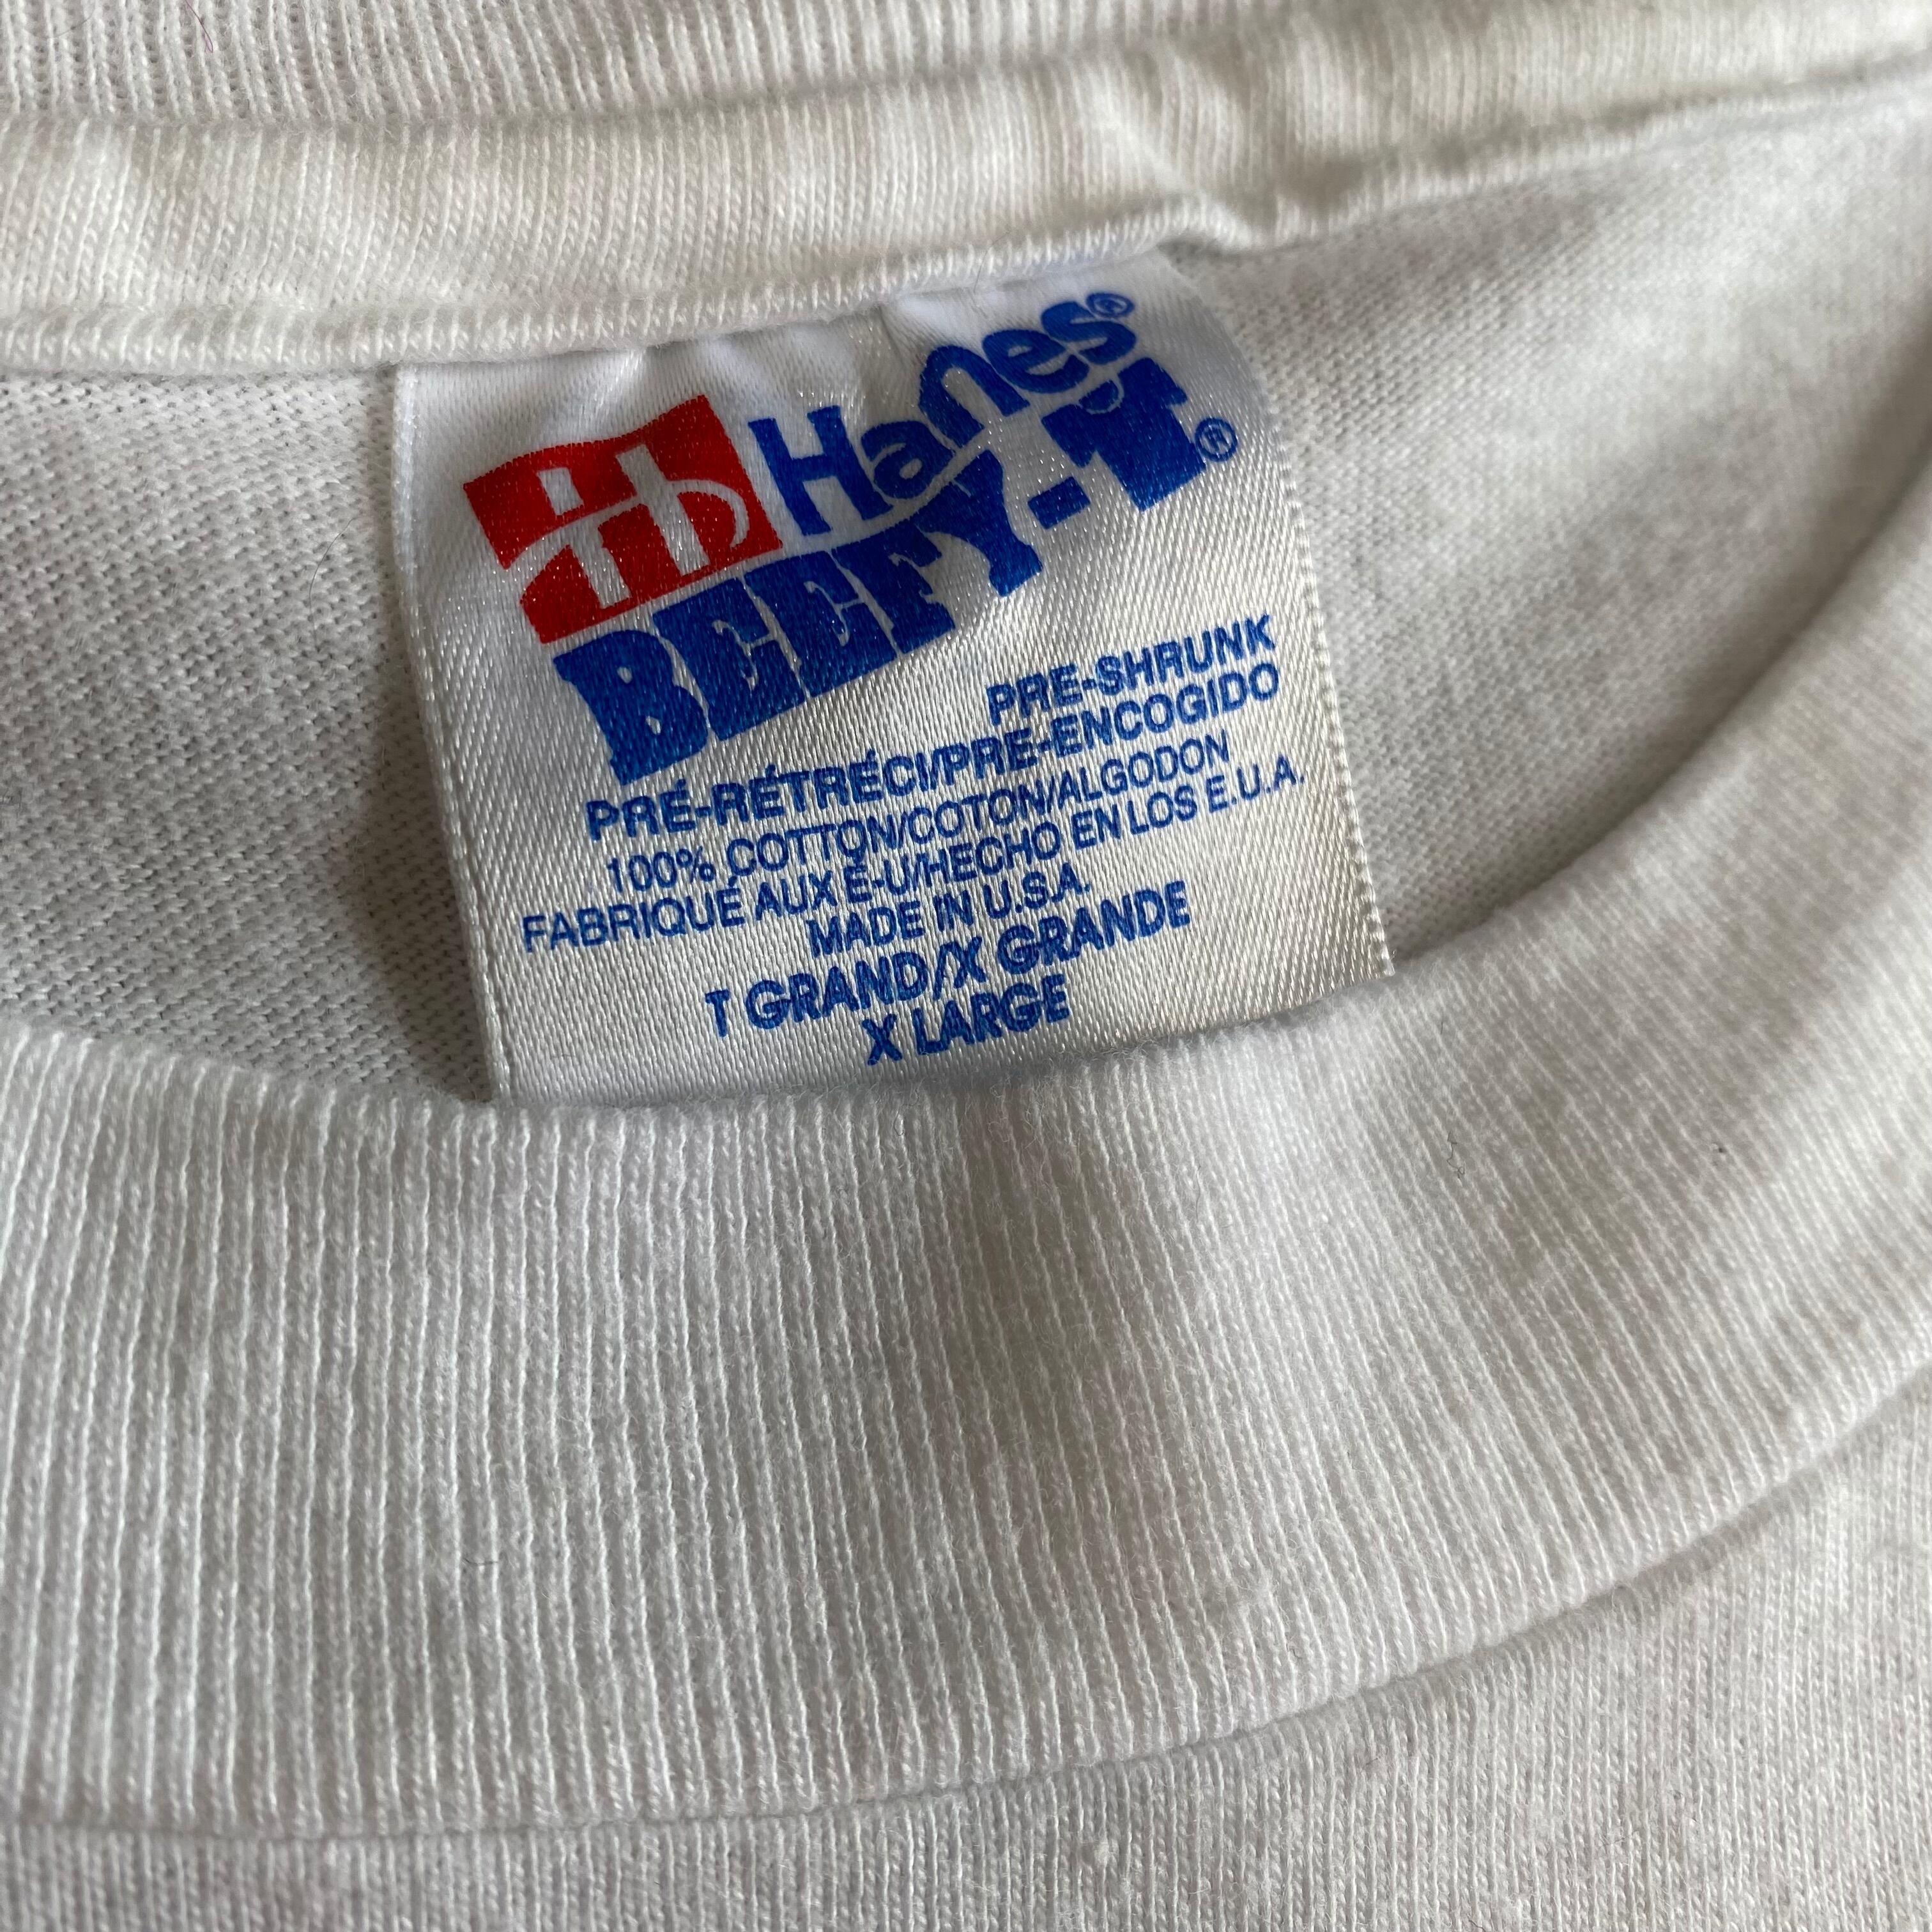 Hanes®
BEEFY-T®
PRE-SHRUNK
PRÉ-RÉTRÉCI/PRE-ENCOGIDO
100% COTTON/COTON/ALGODON
FABRIQUÉ AUX É-U/HECHO EN LOS E.U.A.
MADE IN U.S.A.
T GRAND/X GRANDE
X LARGE